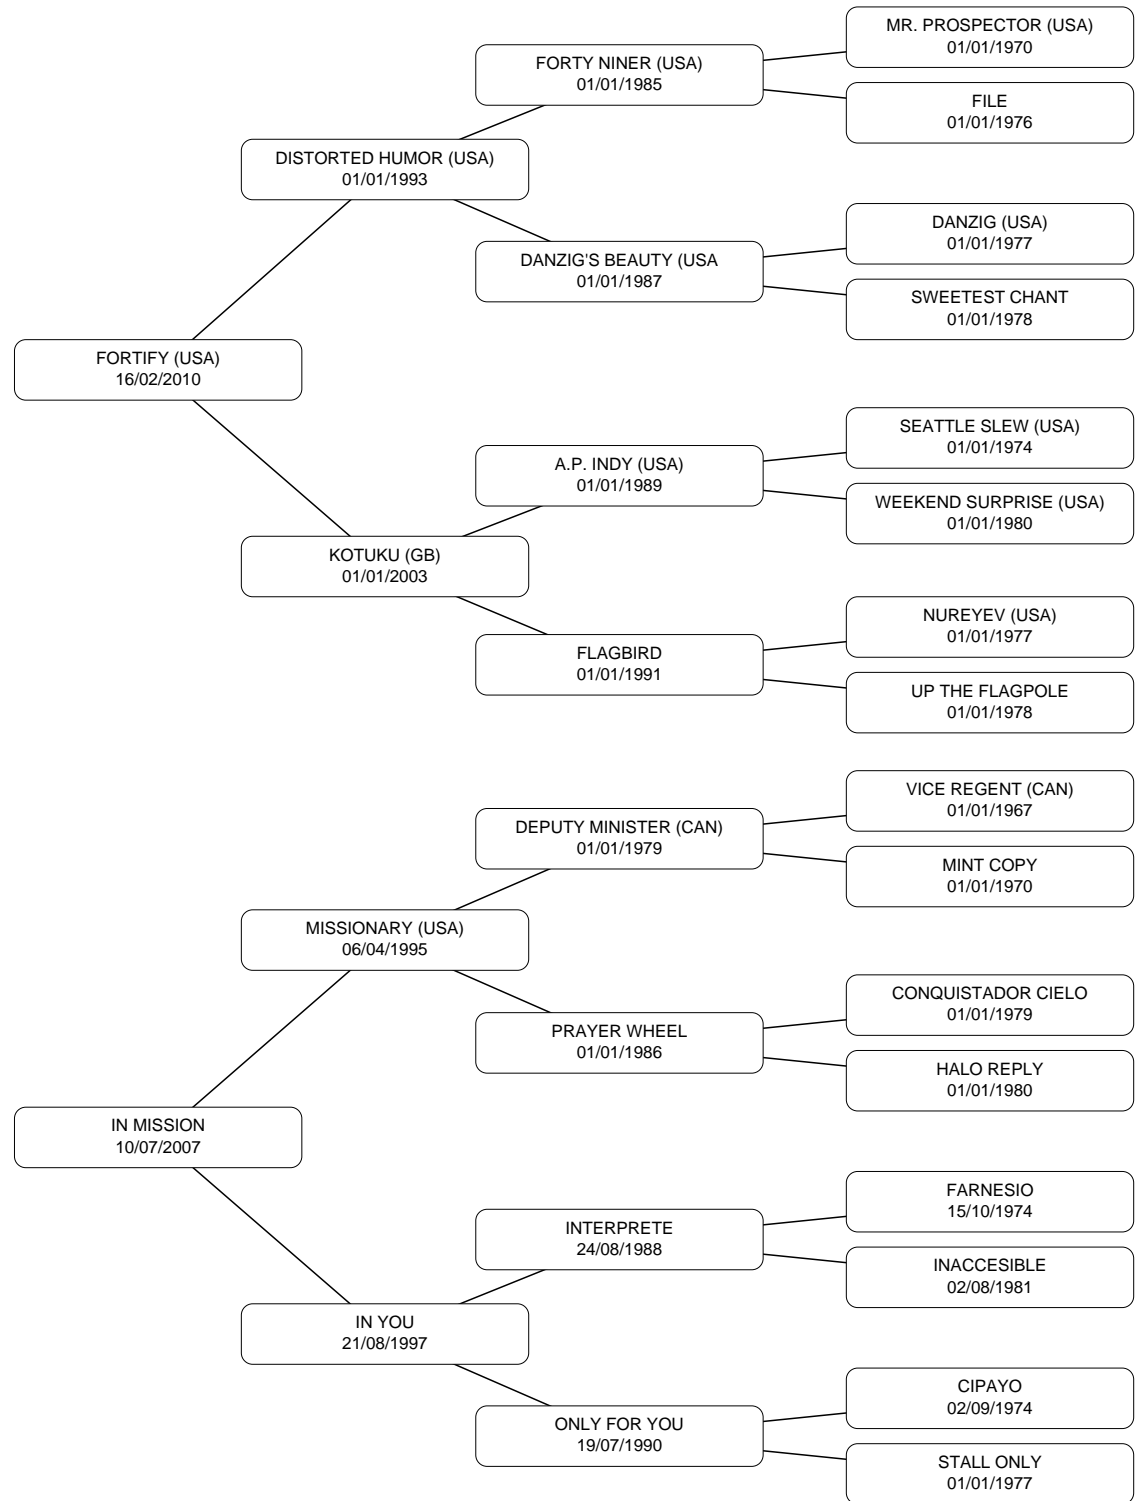 MR. PROSPECTOR (USA)
01/01/1970
FORTY NINER (USA)
01/01/1985
FILE
01/01/1976
DISTORTED HUMOR (USA)
01/01/1993
DANZIG (USA)
01/01/1977
DANZIG'S BEAUTY (USA
01/01/1987
SWEETEST CHANT
01/01/1978
FORTIFY (USA)
16/02/2010
SEATTLE SLEW (USA)
01/01/1974
A.P. INDY (USA)
01/01/1989
WEEKEND SURPRISE (USA)
01/01/1980
KOTUKU (GB)
01/01/2003
NUREYEV (USA)
01/01/1977
FLAGBIRD
01/01/1991
UP THE FLAGPOLE
01/01/1978
VICE REGENT (CAN)
01/01/1967
DEPUTY MINISTER (CAN)
01/01/1979
MINT COPY
01/01/1970
MISSIONARY (USA)
06/04/1995
CONQUISTADOR CIELO
01/01/1979
PRAYER WHEEL
01/01/1986
HALO REPLY
01/01/1980
IN MISSION
10/07/2007
FARNESIO
15/10/1974
INTERPRETE
24/08/1988
INACCESIBLE
02/08/1981
IN YOU
21/08/1997
CIPAYO
02/09/1974
ONLY FOR YOU
19/07/1990
STALL ONLY
01/01/1977